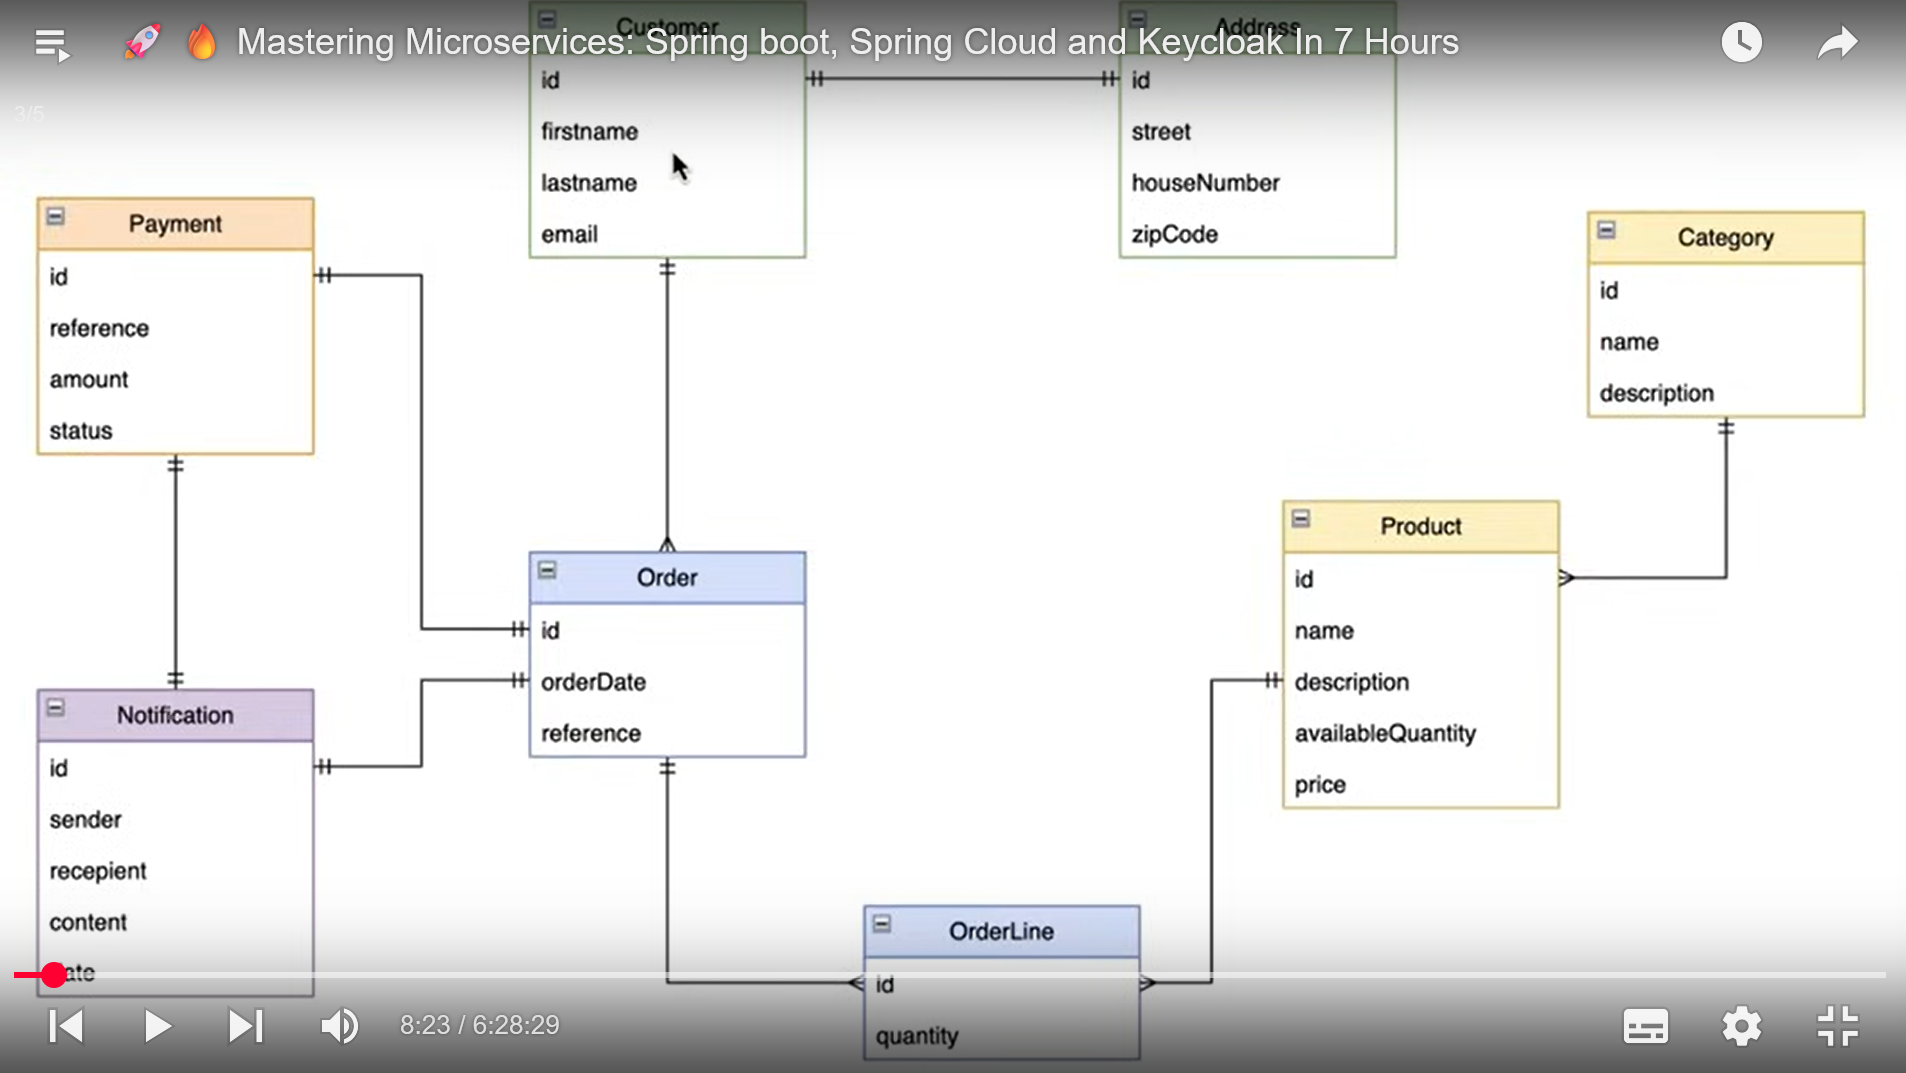 🚀 🔥 Mastering Microservices: Spring boot, Spring Cloud and Keycloak In 7 Hours
3/5
Customer
id
firstname
lastname
email
Address
id
street
houseNumber
zipCode
Payment
id
reference
amount
status
Category
id
name
description
Order
id
orderDate
reference
Product
id
name
description
availableQuantity
price
Notification
id
sender
recepient
content
OrderLine
id
quantity
8:23 / 6:28:29